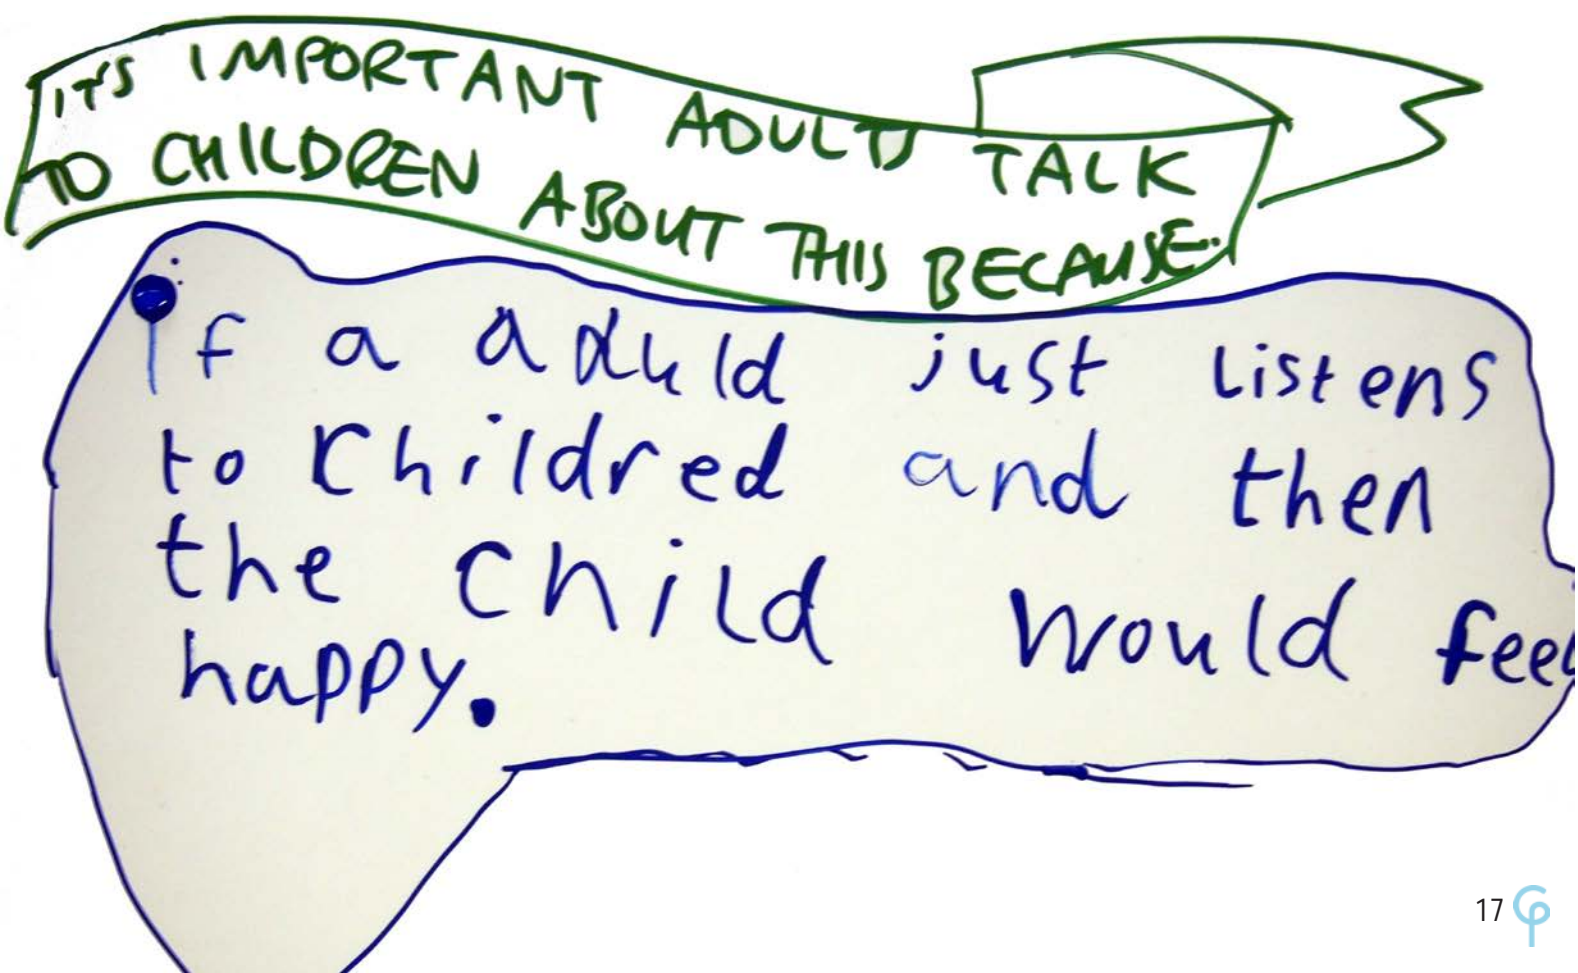 IT'S IMPORTANT ADULTS TALK
TO CHILDREN ABOUT THIS BECAUSE..
If a aduld just listens
to Childred and then
the child would feel
happy.
17